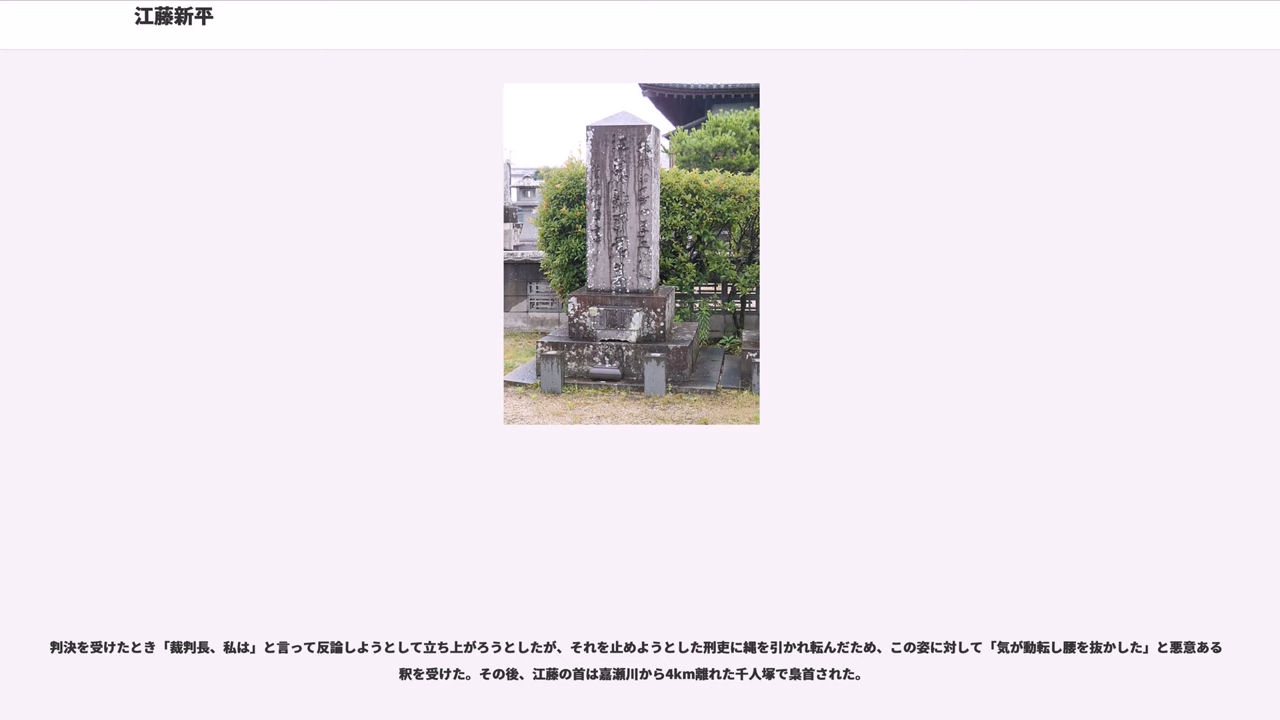 江藤新平
判決を受けたとき「裁判長、私は」と言って反論しようとして立ち上がろうとしたが、それを止めようとした刑吏に縄を引かれ転んだため、この姿に対して「気が動転し腰を抜かした」と悪意ある
釈を受けた。その後、江藤の首は嘉瀬川から4km離れた千人塚で梟首された。